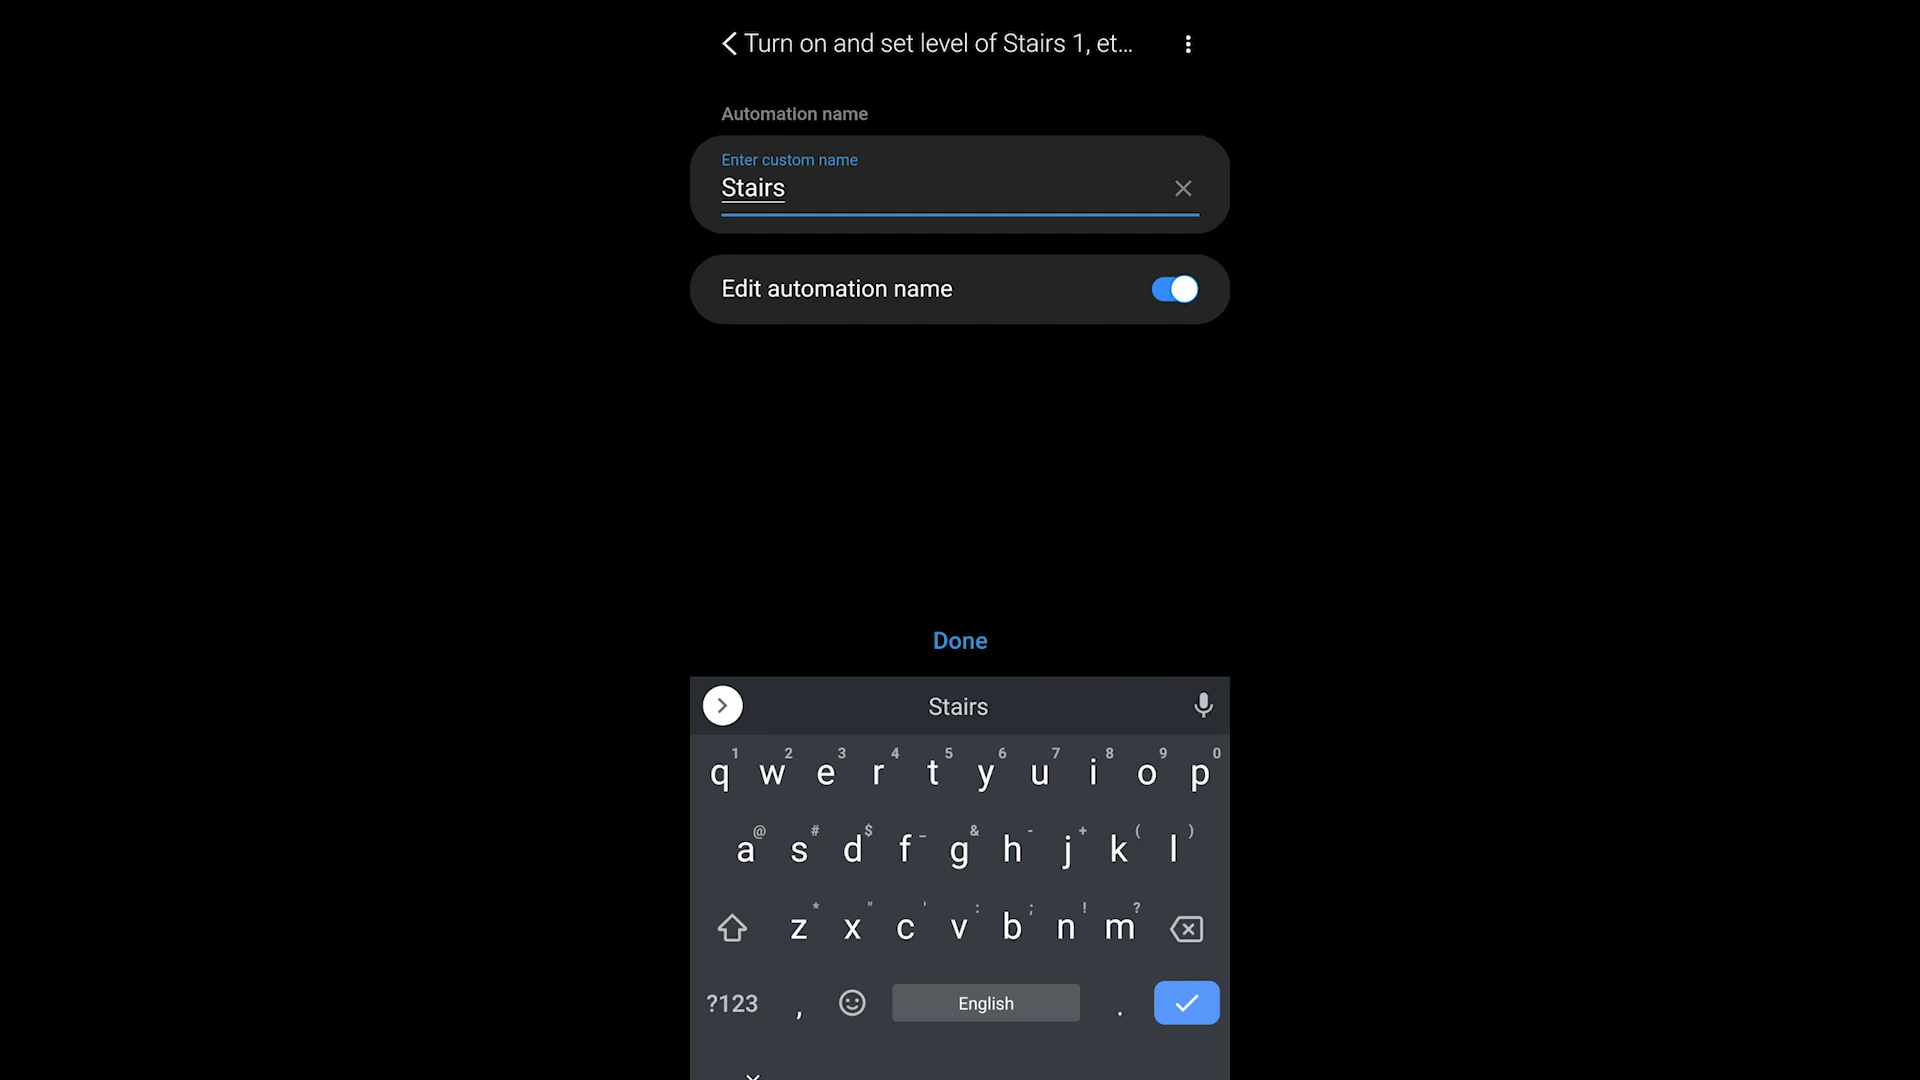 Turn on and set level of Stairs 1, et...
Automation name
Enter custom name
Stairs
Edit automation name
Done
Stairs
1 2 3 4 5 6 7 8 9 0
q w e r t y u i o p
@ # $ _ & - + ( )
a s d f g h j k l
* " ' : ; ! ?
z x c v b n m
?123 , English .